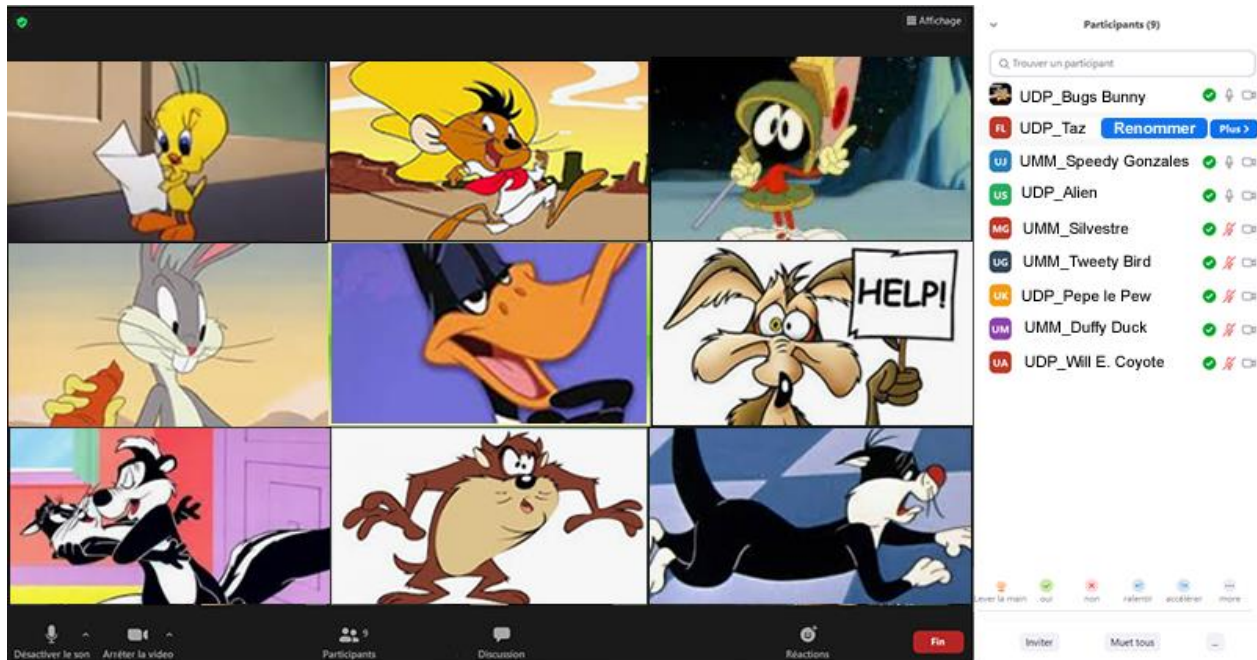 Affichage
HELP!
Désactiver le son
Arrêter la video
9
Participants
Discussion
Réactions
Fin
Participants (9)
Trouver un participant
UDP_Bugs Bunny
FL UDP_Taz Renommer Plus >
UJ UMM_Speedy Gonzales
US UDP_Alien
MG UMM_Silvestre
UG UMM_Tweety Bird
UK UDP_Pepe le Pew
UM UMM_Duffy Duck
UA UDP_Will E. Coyote
Lever la main oui non ralentir accélérer more
Inviter Muet tous ...